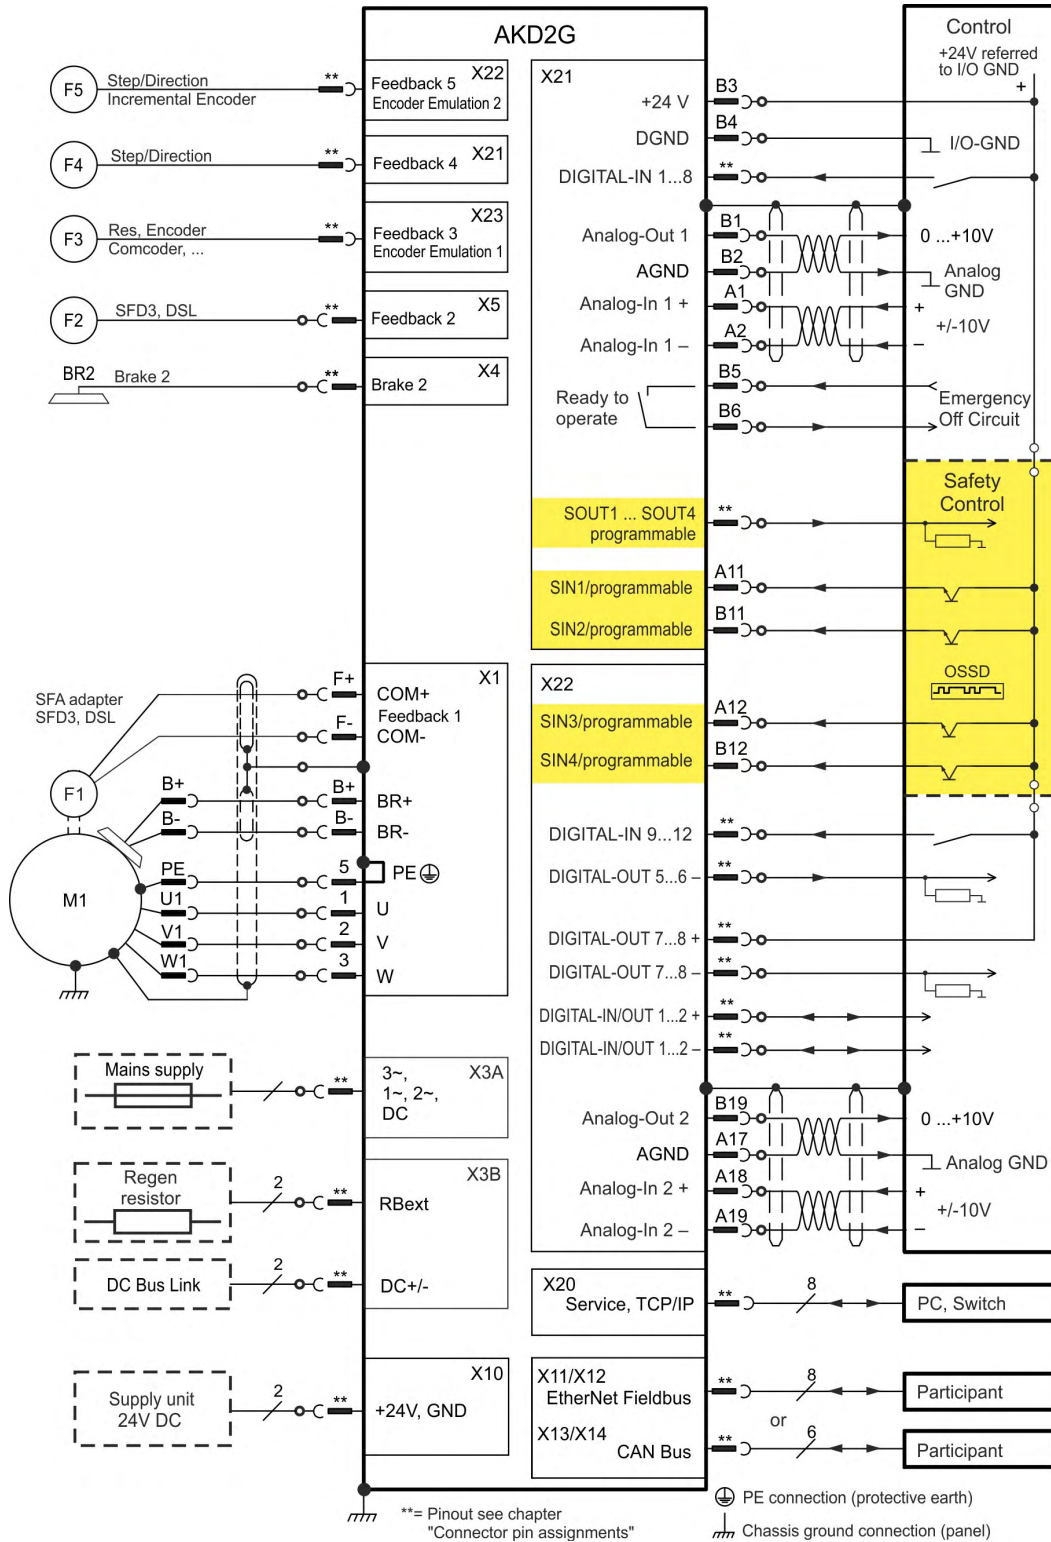 AKD2G
F5
Step/Direction
Incremental Encoder
**
X22
Feedback 5
Encoder Emulation 2
F4
Step/Direction
**
X21
Feedback 4
F3
Res, Encoder
Comcoder, ...
**
X23
Feedback 3
Encoder Emulation 1
F2
SFD3, DSL
**
X5
Feedback 2
BR2
Brake 2
**
X4
Brake 2
SFA adapter
SFD3, DSL
F1
M1
F+
F-
X1
COM+
Feedback 1
COM-
B+
B+
BR+
B-
B-
BR-
PE
5
PE
U1
1
U
V1
2
V
W1
3
W
Mains supply
**
3~,
1~, 2~,
DC
X3A
Regen
resistor
2
**
X3B
RBext
DC Bus Link
2
**
DC+/-
Supply unit
24V DC
2
**
X10
+24V, GND
X21
+24 V
B3
DGND
B4
DIGITAL-IN 1...8
**
Analog-Out 1
B1
AGND
B2
Analog-In 1 +
A1
Analog-In 1 –
A2
Ready to
operate
B5
B6
SOUT1 ... SOUT4
programmable
**
SIN1/programmable
A11
SIN2/programmable
B11
X22
SIN3/programmable
A12
SIN4/programmable
B12
DIGITAL-IN 9...12
**
DIGITAL-OUT 5...6 –
**
DIGITAL-OUT 7...8 +
**
DIGITAL-OUT 7...8 –
**
DIGITAL-IN/OUT 1...2 +
**
DIGITAL-IN/OUT 1...2 –
**
Analog-Out 2
B19
AGND
A17
Analog-In 2 +
A18
Analog-In 2 –
A19
X20
Service, TCP/IP
**
8
PC, Switch
X11/X12
EtherNet Fieldbus
**
8
Participant
or
X13/X14
CAN Bus
**
6
Participant
Control
+24V referred
to I/O GND
+
I/O-GND
0 ...+10V
Analog
GND
+
+/-10V
–
Emergency
Off Circuit
Safety
Control
OSSD
0 ...+10V
Analog GND
+
+/-10V
–
**= Pinout see chapter
"Connector pin assignments"
PE connection (protective earth)
Chassis ground connection (panel)